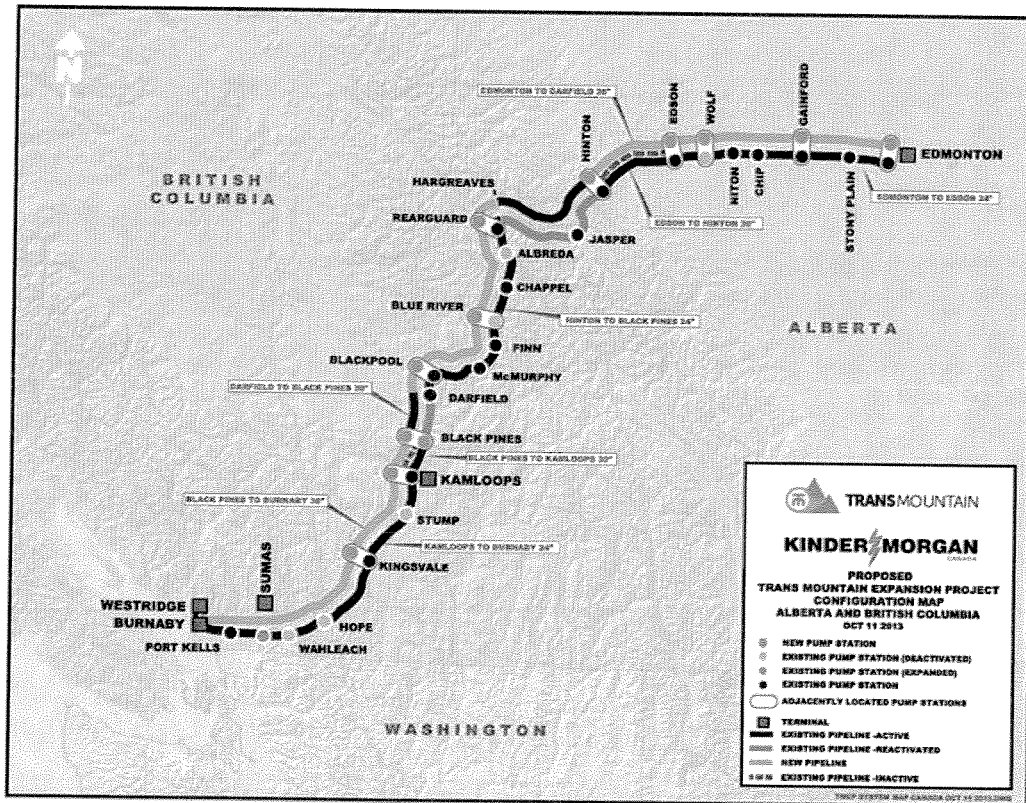 N
EDMONTON TO DARFIELD 36"
EDSON
WOLF
GAINFORD
HINTON
EDMONTON
BRITISH
COLUMBIA
HARGREAVES
NITON
CHIP
STONY PLAIN
EDMONTON TO EDSON 24"
REARGUARD
EDSON TO HINTON 30"
JASPER
ALBREDA
CHAPPEL
BLUE RIVER
HINTON TO BLACK PINES 24"
ALBERTA
FINN
BLACKPOOL
McMURPHY
DARFIELD TO BLACK PINES 30"
DARFIELD
BLACK PINES
BLACK PINES TO KAMLOOPS 30"
KAMLOOPS
BLACK PINES TO BURNABY 36"
STUMP
KAMLOOPS TO BURNABY 24"
KINGSVALE
SUMAS
WESTRIDGE
BURNABY
HOPE
PORT KELLS
WAHLEACH
WASHINGTON
TRANSMOUNTAIN
KINDER MORGAN
CANADA
PROPOSED
TRANS MOUNTAIN EXPANSION PROJECT
CONFIGURATION MAP
ALBERTA AND BRITISH COLUMBIA
OCT 11 2013
NEW PUMP STATION
EXISTING PUMP STATION (DEACTIVATED)
EXISTING PUMP STATION (EXPANDED)
EXISTING PUMP STATION
ADJACENTLY LOCATED PUMP STATIONS
TERMINAL
EXISTING PIPELINE -ACTIVE
EXISTING PIPELINE -REACTIVATED
NEW PIPELINE
EXISTING PIPELINE -INACTIVE